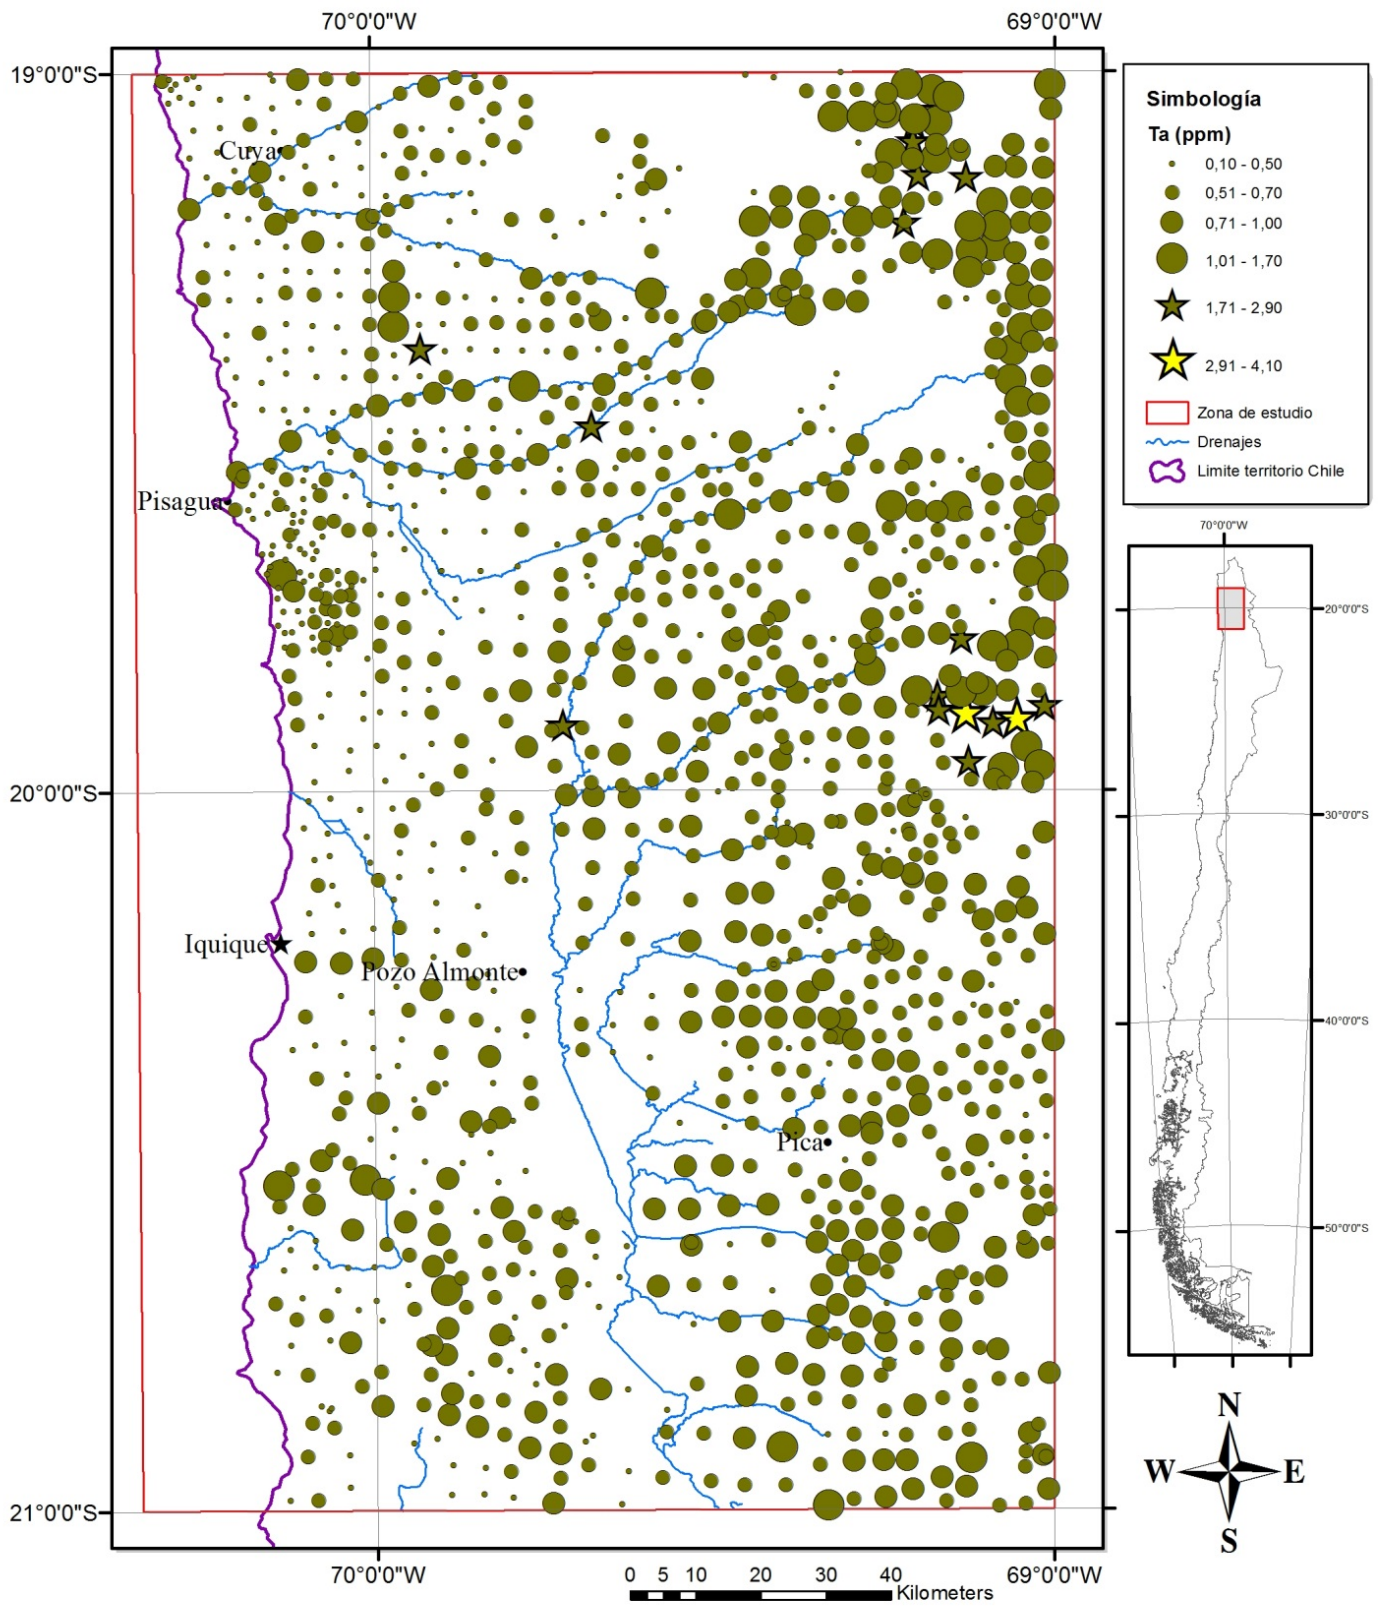 70°0'0"W
69°0'0"W
19°0'0"S
Cuya
Pisagua
20°0'0"S
Iquique
Pozo Almonte
Pica
21°0'0"S
70°0'0"W
69°0'0"W
0 5 10 20 30 40
Kilometers
Simbología
Ta (ppm)
0,10 - 0,50
0,51 - 0,70
0,71 - 1,00
1,01 - 1,70
1,71 - 2,90
2,91 - 4,10
Zona de estudio
Drenajes
Limite territorio Chile
70°0'0"W
20°0'0"S
30°0'0"S
40°0'0"S
50°0'0"S
N
W E
S